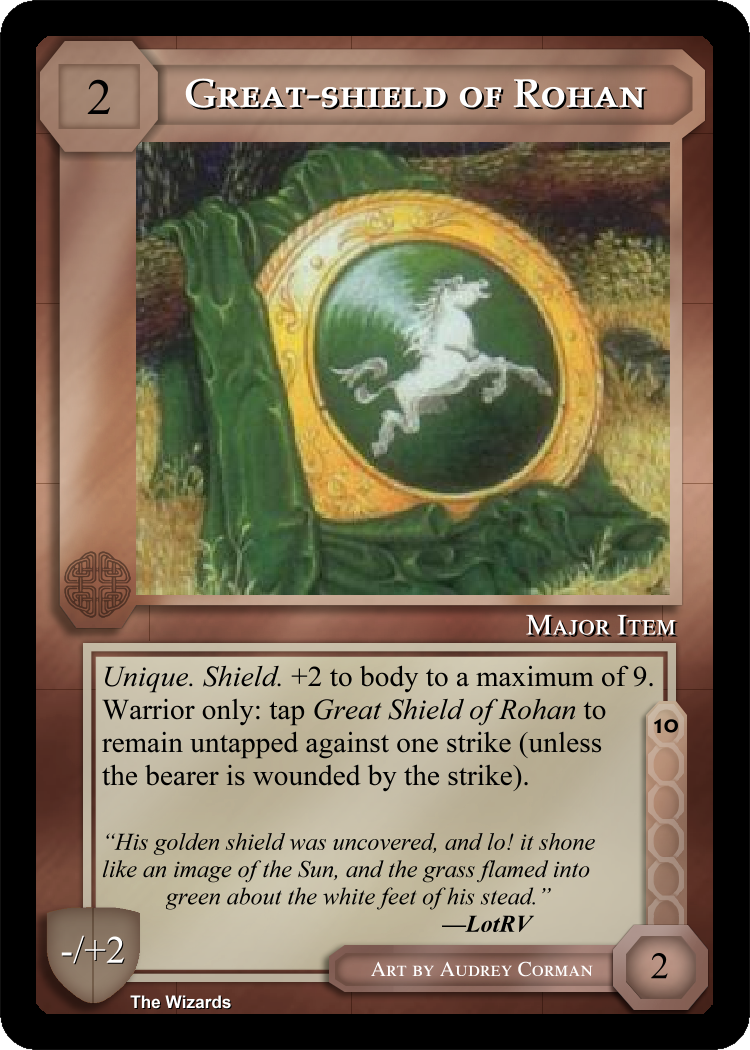 2
Great-shield of Rohan
Major Item
Unique. Shield. +2 to body to a maximum of 9.
Warrior only: tap Great Shield of Rohan to
remain untapped against one strike (unless
the bearer is wounded by the strike).
10
“His golden shield was uncovered, and lo! it shone
like an image of the Sun, and the grass flamed into
green about the white feet of his stead.”
—LotRV
-/+2
Art by Audrey Corman
2
The Wizards